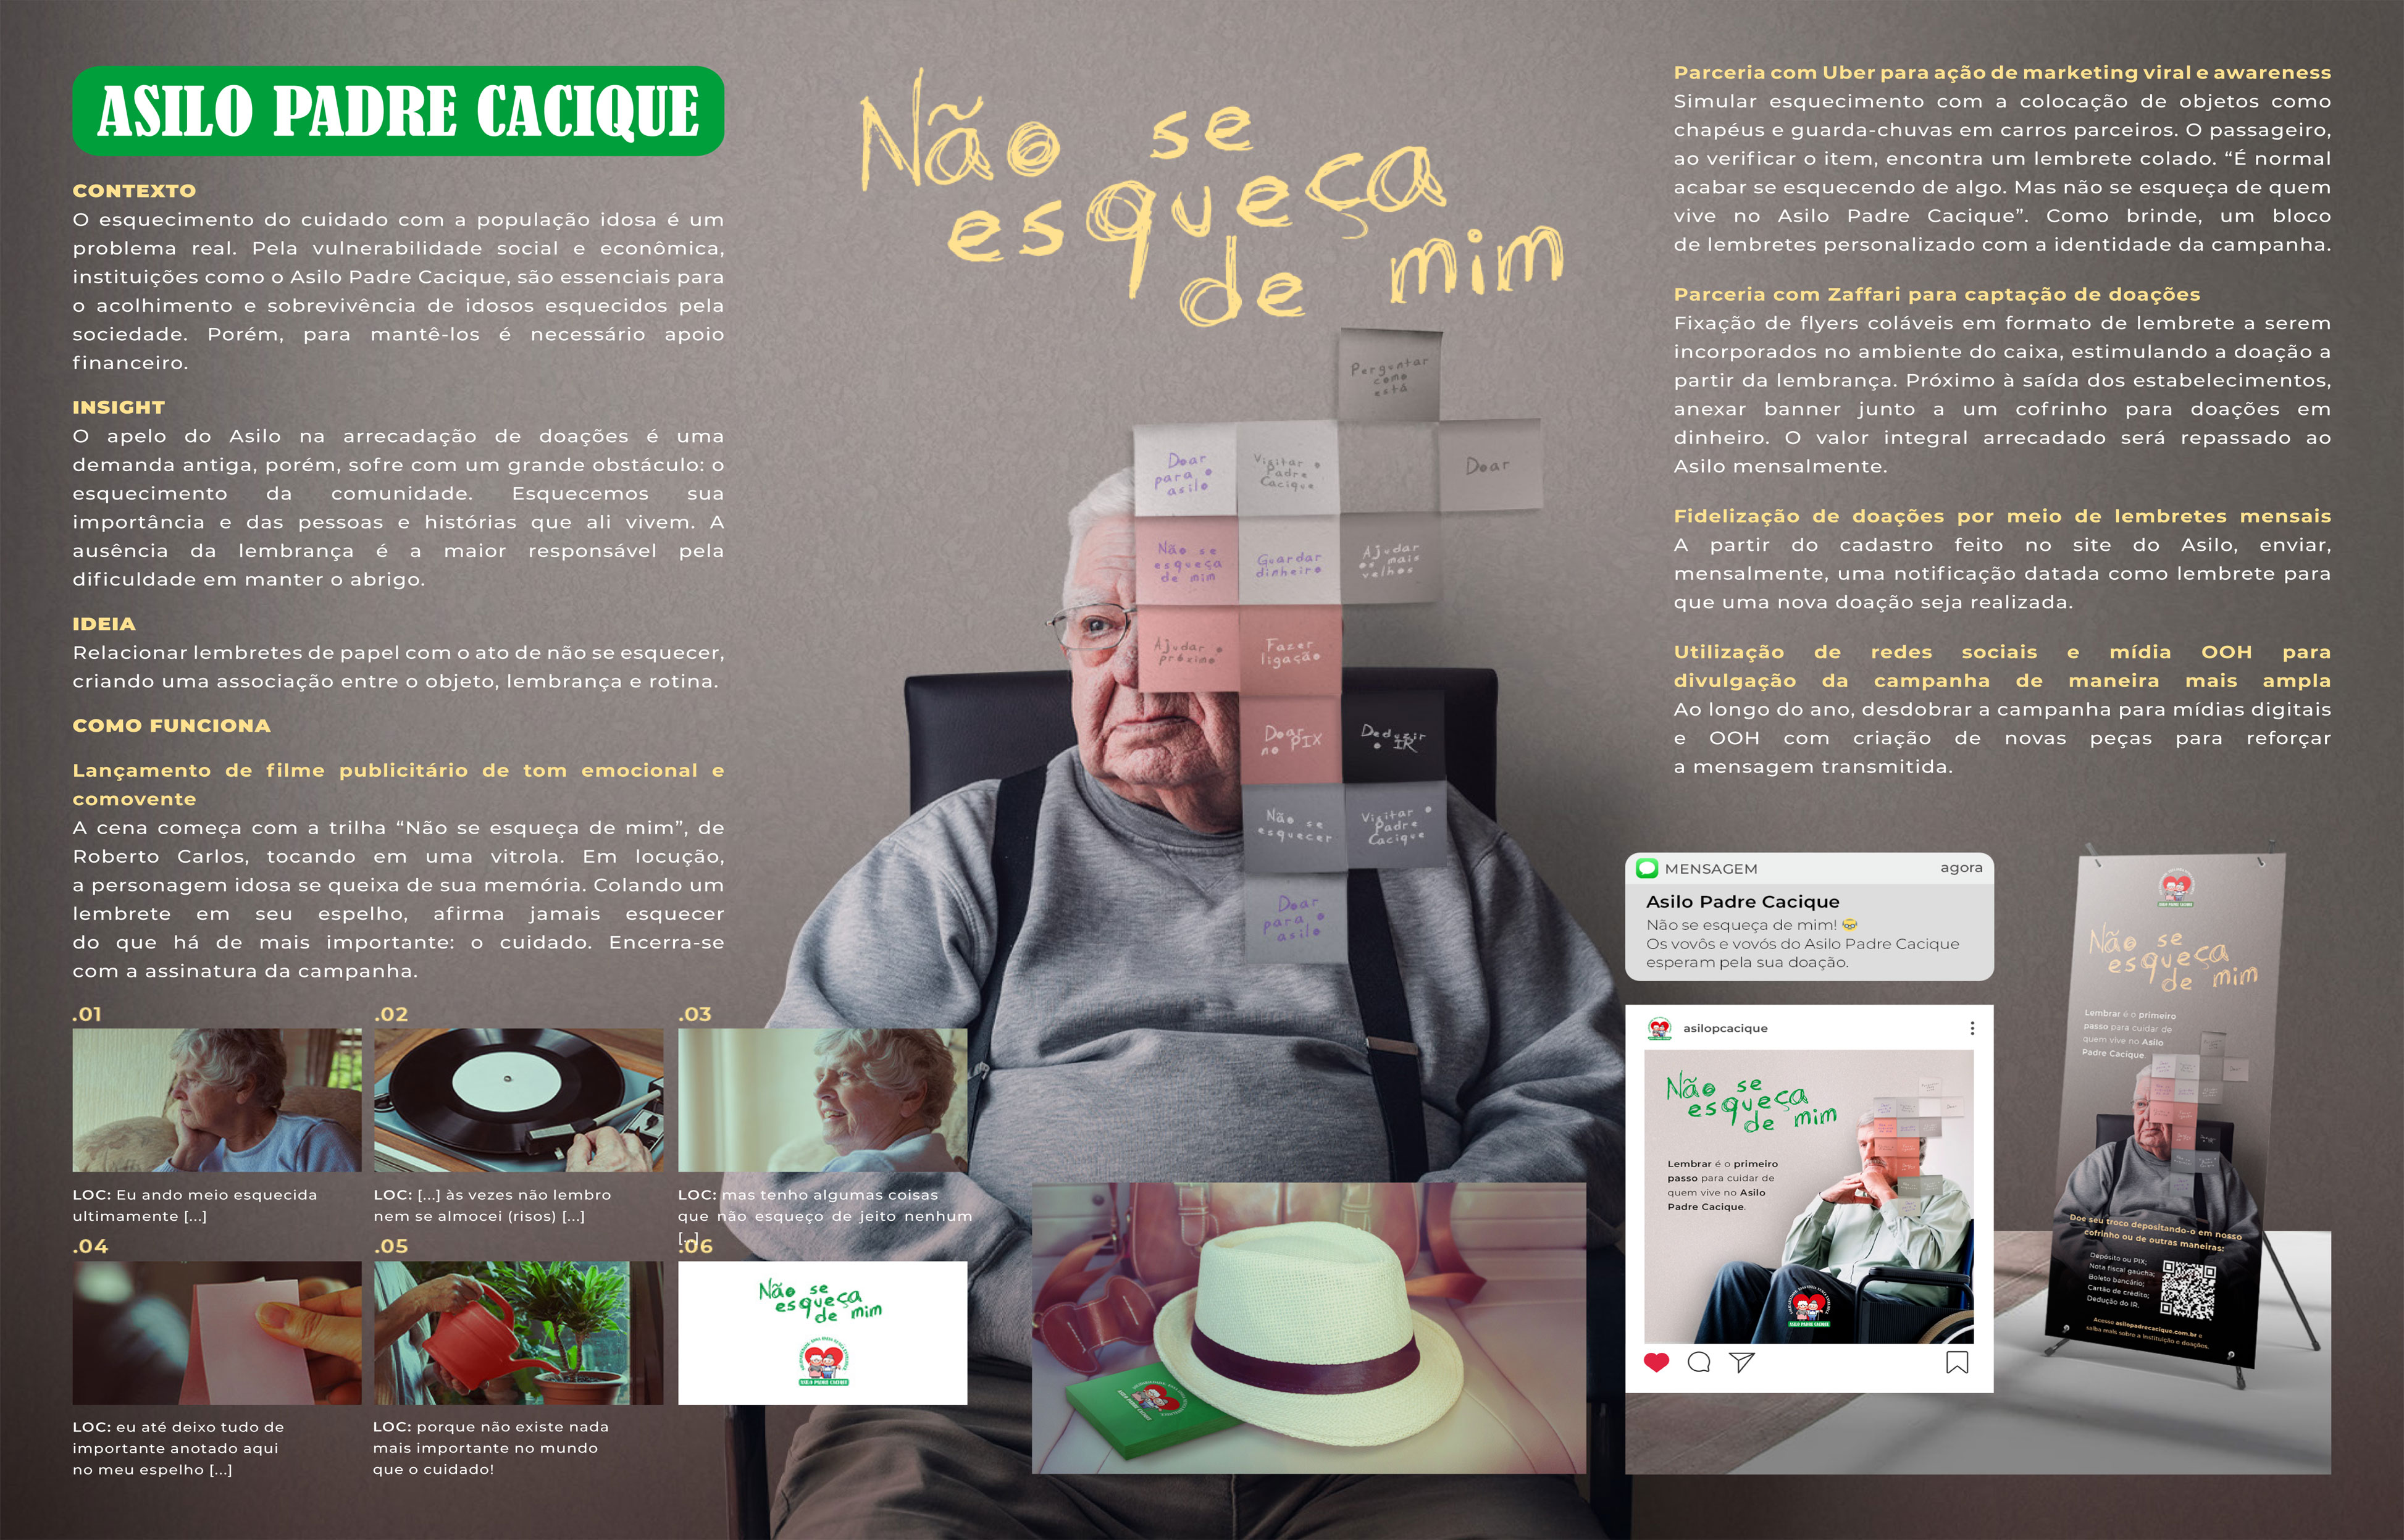 ASILO PADRE CACIQUE
CONTEXTO
O esquecimento do cuidado com a população idosa é um
problema real. Pela vulnerabilidade social e econômica,
instituições como o Asilo Padre Cacique, são essenciais para
o acolhimento e sobrevivência de idosos esquecidos pela
sociedade. Porém, para mantê-los é necessário apoio
financeiro.
INSIGHT
O apelo do Asilo na arrecadação de doações é uma
demanda antiga, porém, sofre com um grande obstáculo: o
esquecimento da comunidade. Esquecemos sua
importância e das pessoas e histórias que ali vivem. A
ausência da lembrança é a maior responsável pela
dificuldade em manter o abrigo.
IDEIA
Relacionar lembretes de papel com o ato de não se esquecer,
criando uma associação entre o objeto, lembrança e rotina.
COMO FUNCIONA
Lançamento de filme publicitário de tom emocional e
comovente
A cena começa com a trilha “Não se esqueça de mim”, de
Roberto Carlos, tocando em uma vitrola. Em locução,
a personagem idosa se queixa de sua memória. Colando um
lembrete em seu espelho, afirma jamais esquecer
do que há de mais importante: o cuidado. Encerra-se
com a assinatura da campanha.
.01
LOC: Eu ando meio esquecida
ultimamente [...]
.02
LOC: [...] às vezes não lembro
nem se almocei (risos) [...]
.03
LOC: mas tenho algumas coisas
que não esqueço de jeito nenhum
[...]
.04
LOC: eu até deixo tudo de
importante anotado aqui
no meu espelho [...]
.05
LOC: porque não existe nada
mais importante no mundo
que o cuidado!
.06
Não se
esqueça
de mim
ASILO PADRE CACIQUE
Não se
esqueça
de mim
Perguntar
como
está
Doar
para o
asilo
Visitar o
Padre
Cacique
Doar
Não se
esqueça
de mim
Guardar
dinheiro
Ajudar
os mais
velhos
Ajudar o
próximo
Fazer
ligação
Doar
no PIX
Deduzir
o IR
Não se
esquecer
Visitar o
Padre
Cacique
Doar
para o
asilo
Parceria com Uber para ação de marketing viral e awareness
Simular esquecimento com a colocação de objetos como
chapéus e guarda-chuvas em carros parceiros. O passageiro,
ao verificar o item, encontra um lembrete colado. “É normal
acabar se esquecendo de algo. Mas não se esqueça de quem
vive no Asilo Padre Cacique”. Como brinde, um bloco
de lembretes personalizado com a identidade da campanha.
Parceria com Zaffari para captação de doações
Fixação de flyers coláveis em formato de lembrete a serem
incorporados no ambiente do caixa, estimulando a doação a
partir da lembrança. Próximo à saída dos estabelecimentos,
anexar banner junto a um cofrinho para doações em
dinheiro. O valor integral arrecadado será repassado ao
Asilo mensalmente.
Fidelização de doações por meio de lembretes mensais
A partir do cadastro feito no site do Asilo, enviar,
mensalmente, uma notificação datada como lembrete para
que uma nova doação seja realizada.
Utilização de redes sociais e mídia OOH para
divulgação da campanha de maneira mais ampla
Ao longo do ano, desdobrar a campanha para mídias digitais
e OOH com criação de novas peças para reforçar
a mensagem transmitida.
MENSAGEM agora
Asilo Padre Cacique
Não se esqueça de mim! 🤓
Os vovôs e vovós do Asilo Padre Cacique
esperam pela sua doação.
asilopcacique
Não se
esqueça
de mim
Lembrar é o primeiro
passo para cuidar de
quem vive no Asilo
Padre Cacique.
ASILO PADRE CACIQUE
Não se
esqueça
de mim
Lembrar é o primeiro
passo para cuidar de
quem vive no Asilo
Padre Cacique
Doe seu troco depositando-o em nosso
cofrinho ou de outras maneiras:
Depósito ou PIX;
Nota fiscal gaúcha;
Boleto bancário;
Cartão de crédito;
Dedução do IR.
Acesse asilopadrecacique.com.br e
saiba mais sobre a instituição e doações.